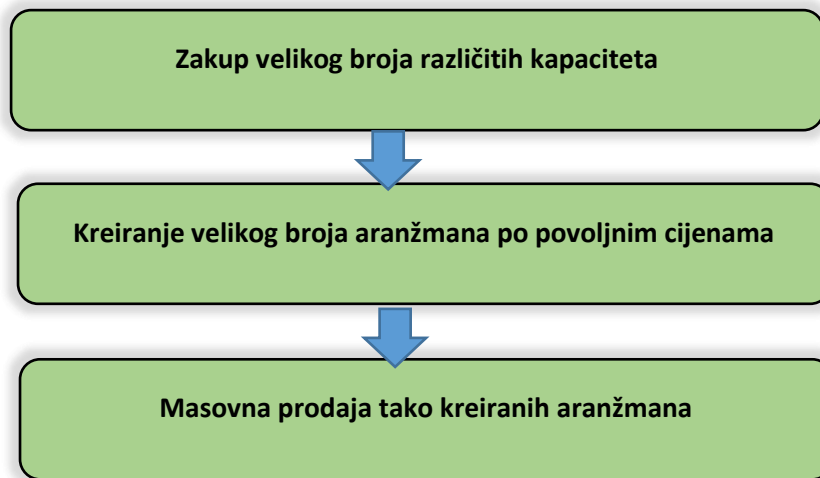 Zakup velikog broja različitih kapaciteta
Kreiranje velikog broja aranžmana po povoljnim cijenama
Masovna prodaja tako kreiranih aranžmana